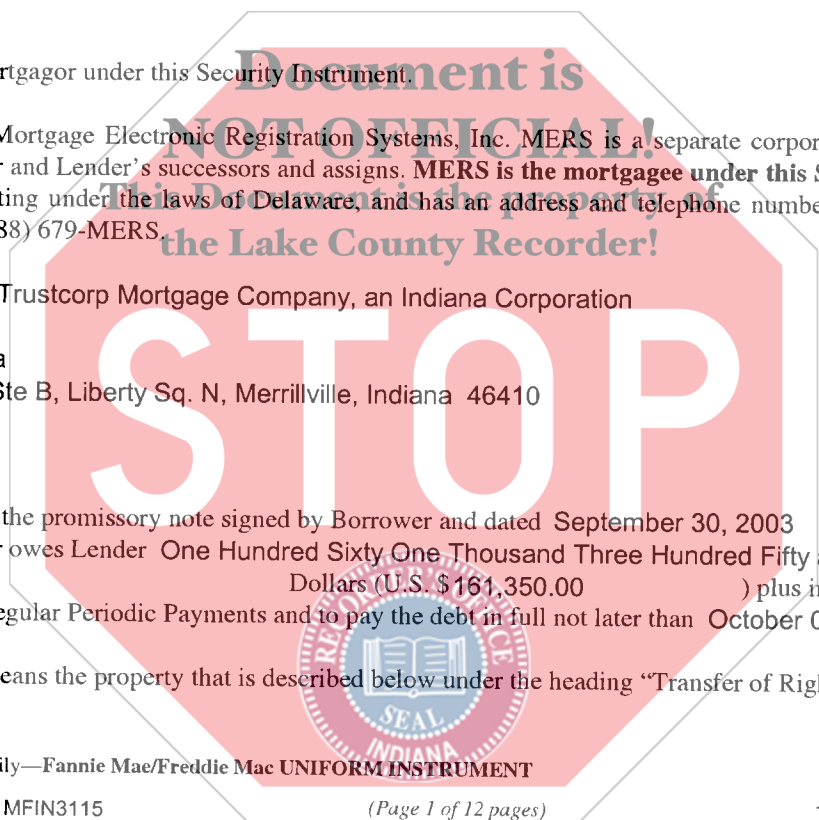 rtgagor under this Security Instrument.
Document is
Mortgage Electronic Registration Systems, Inc. MERS is a separate corpor
NOT OFFICIAL!
r and Lender's successors and assigns. MERS is the mortgagee under this S
This Document is the property of
ting under the laws of Delaware, and has an address and telephone numbe
88) 679-MERS.
the Lake County Recorder!
Trustcorp Mortgage Company, an Indiana Corporation
a
Ste B, Liberty Sq. N, Merrillville, Indiana 46410
STOP
the promissory note signed by Borrower and dated September 30, 2003
r owes Lender One Hundred Sixty One Thousand Three Hundred Fifty a
Dollars (U.S. $161,350.00 ) plus in
egular Periodic Payments and to pay the debt in full not later than October 0
eans the property that is described below under the heading “Transfer of Righ
RECORDER'S OFFICE
SEAL
INDIANA
ily—Fannie Mae/Freddie Mac UNIFORM INSTRUMENT
MFIN3115 (Page 1 of 12 pages)